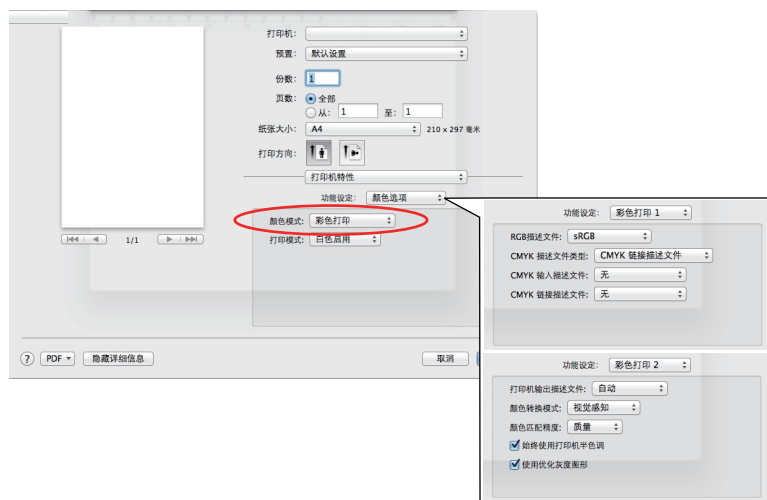 打印机:
预置: 默认设置
份数: 1
页数: 全部
从: 1 至: 1
纸张大小: A4 210 x 297 毫米
打印方向:
打印机特性
功能设定: 颜色选项
颜色模式: 彩色打印
打印模式: 白色启用
1/1
? PDF 隐藏详细信息 取消
功能设定: 彩色打印 1
RGB描述文件: sRGB
CMYK 描述文件类型: CMYK 链接描述文件
CMYK 输入描述文件: 无
CMYK 链接描述文件: 无
功能设定: 彩色打印 2
打印机输出描述文件: 自动
颜色转换模式: 视觉感知
颜色匹配精度: 质量
始终使用打印机半色调
使用优化灰度图形